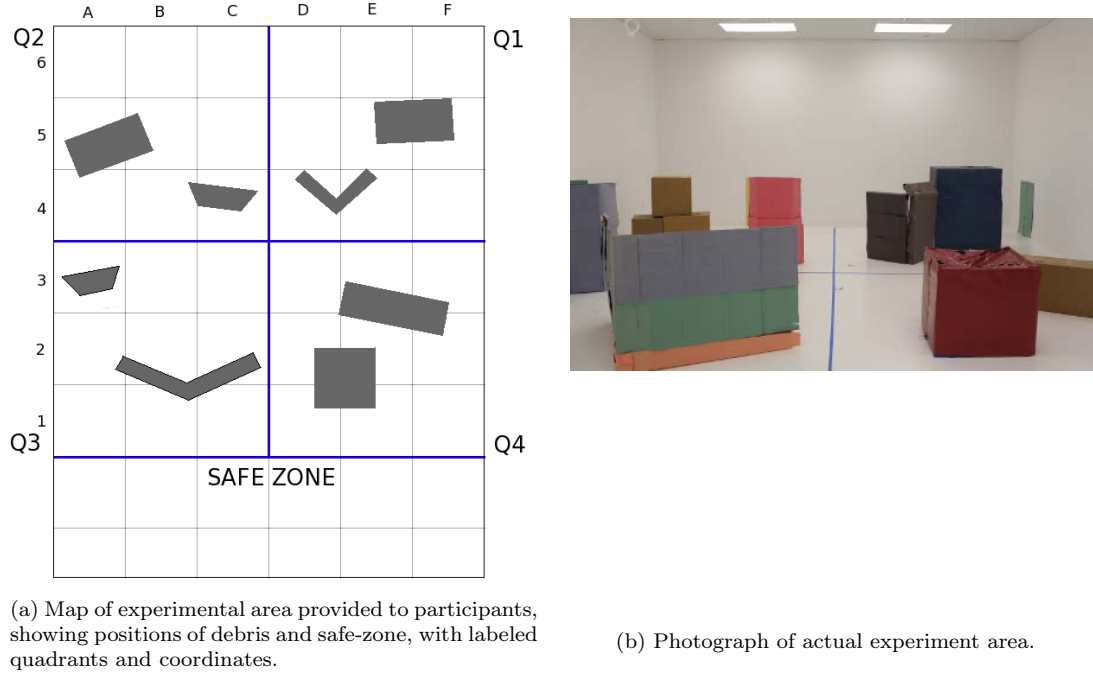 A B C D E F
Q2 Q1
6
5
4
3
2
1
Q3 Q4
SAFE ZONE
(a) Map of experimental area provided to participants,
showing positions of debris and safe-zone, with labeled
quadrants and coordinates.
(b) Photograph of actual experiment area.